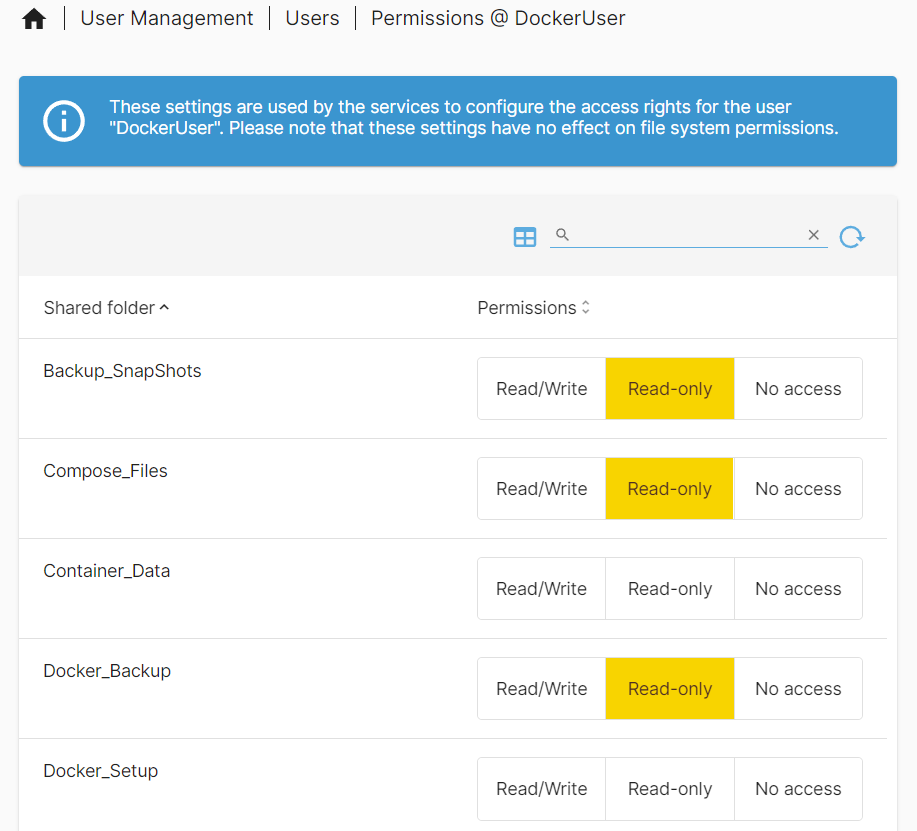 User Management | Users | Permissions @ DockerUser
These settings are used by the services to configure the access rights for the user
"DockerUser". Please note that these settings have no effect on file system permissions.
Shared folder Permissions
Backup_SnapShots
Read/Write Read-only No access
Compose_Files
Read/Write Read-only No access
Container_Data
Read/Write Read-only No access
Docker_Backup
Read/Write Read-only No access
Docker_Setup
Read/Write Read-only No access